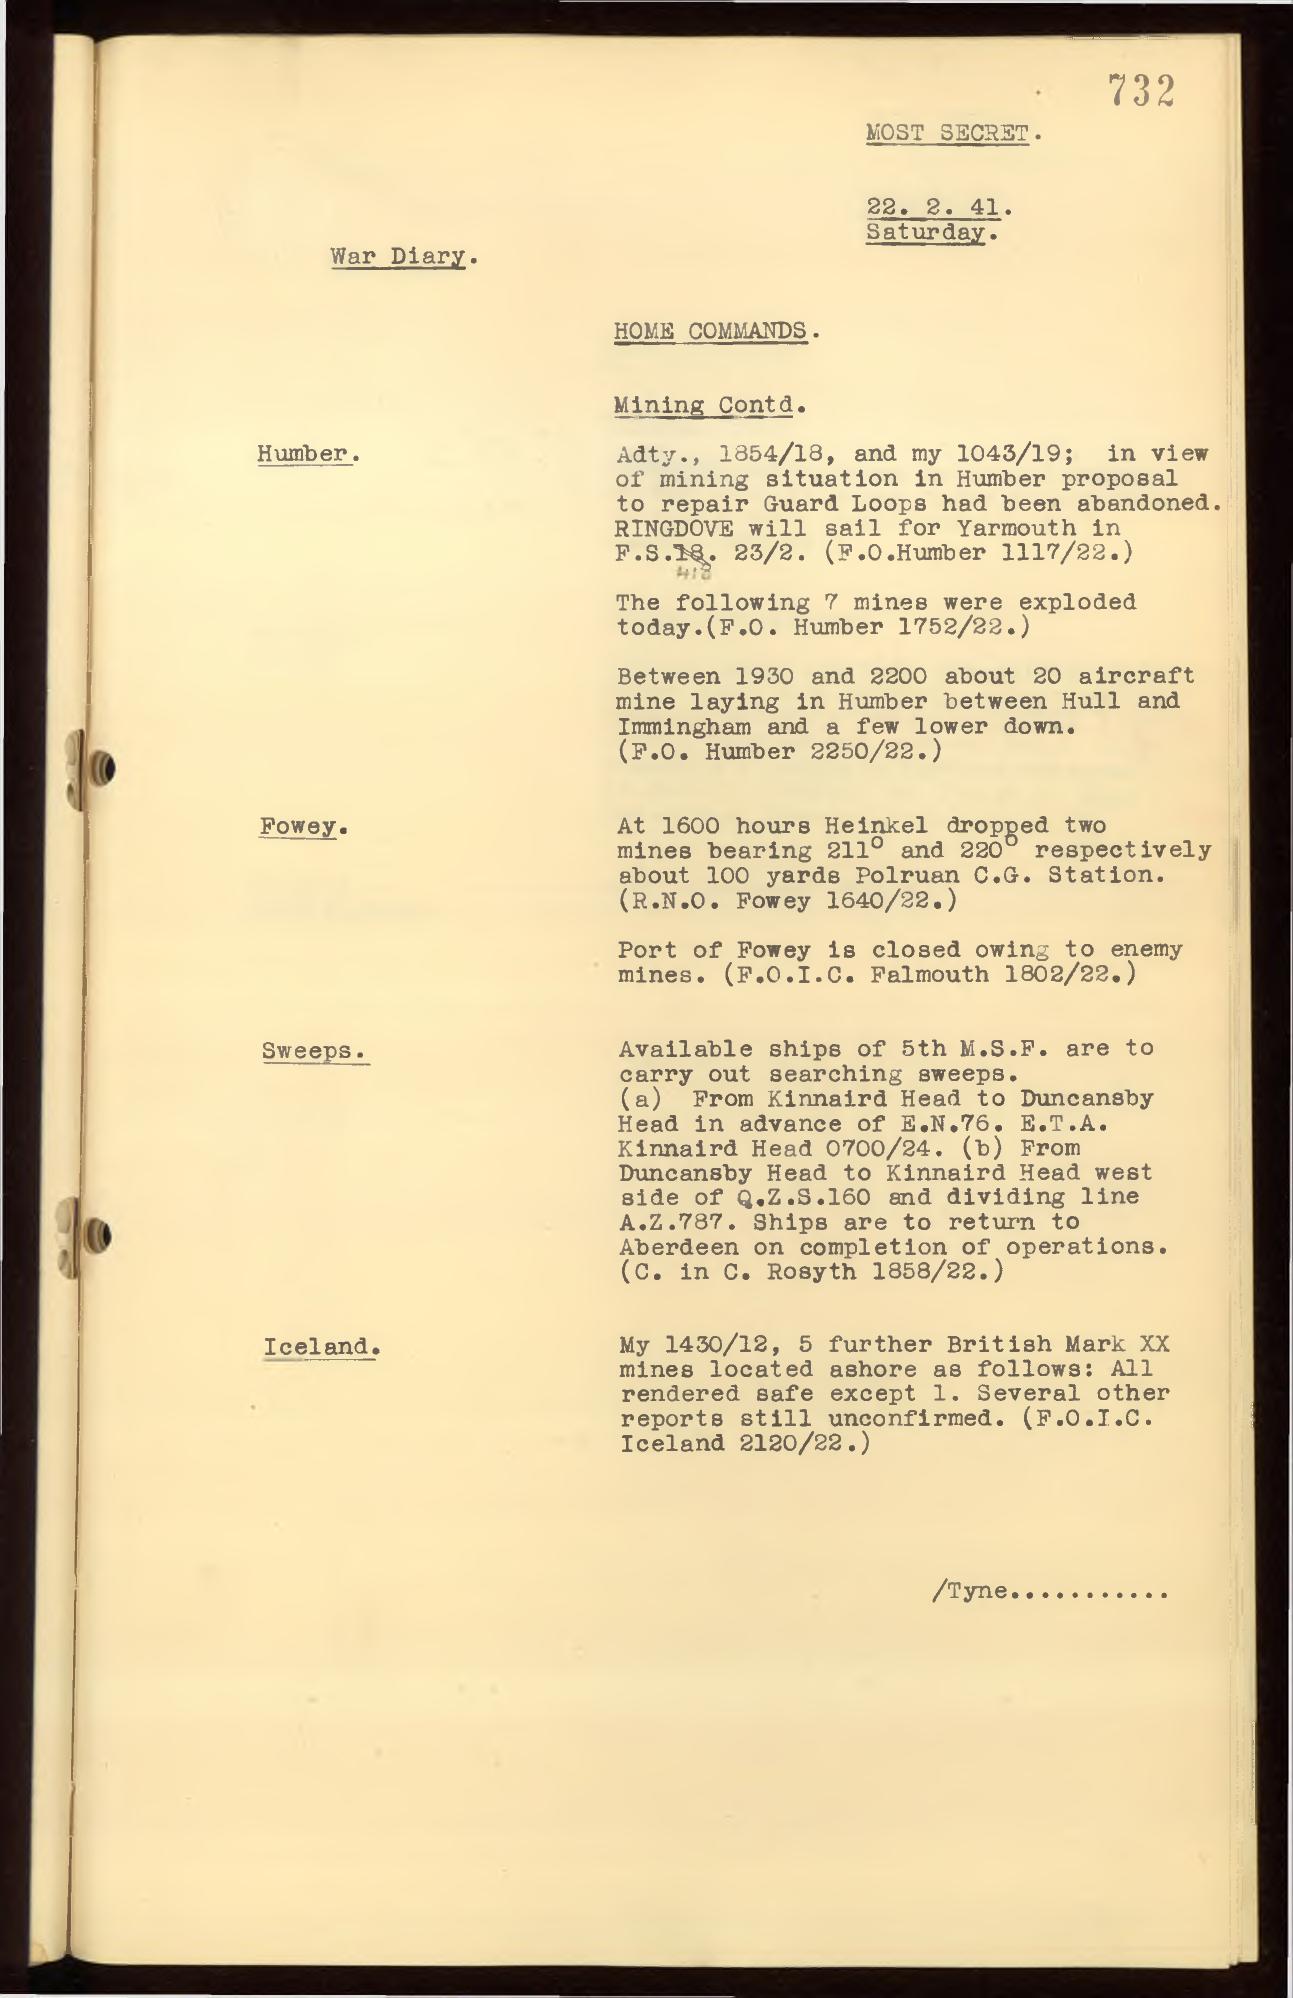 732
MOST SECRET.
22. 2. 41.
Saturday.
War Diary.
HOME COMMANDS.
Mining Contd.
Humber.
Adty., 1854/18, and my 1043/19; in view
of mining situation in Humber proposal
to repair Guard Loops had been abandoned.
RINGDOVE will sail for Yarmouth in
F.S.18. 23/2. (F.O.Humber 1117/22.)
418
The following 7 mines were exploded
today.(F.O. Humber 1752/22.)
Between 1930 and 2200 about 20 aircraft
mine laying in Humber between Hull and
Immingham and a few lower down.
(F.O. Humber 2250/22.)
Fowey.
At 1600 hours Heinkel dropped two
mines bearing 211° and 220° respectively
about 100 yards Polruan C.G. Station.
(R.N.O. Fowey 1640/22.)
Port of Fowey is closed owing to enemy
mines. (F.O.I.C. Falmouth 1802/22.)
Sweeps.
Available ships of 5th M.S.F. are to
carry out searching sweeps.
(a) From Kinnaird Head to Duncansby
Head in advance of E.N.76. E.T.A.
Kinnaird Head 0700/24. (b) From
Duncansby Head to Kinnaird Head west
side of Q.Z.S.160 and dividing line
A.Z.787. Ships are to return to
Aberdeen on completion of operations.
(C. in C. Rosyth 1858/22.)
Iceland.
My 1430/12, 5 further British Mark XX
mines located ashore as follows: All
rendered safe except 1. Several other
reports still unconfirmed. (F.O.I.C.
Iceland 2120/22.)
/Tyne...........